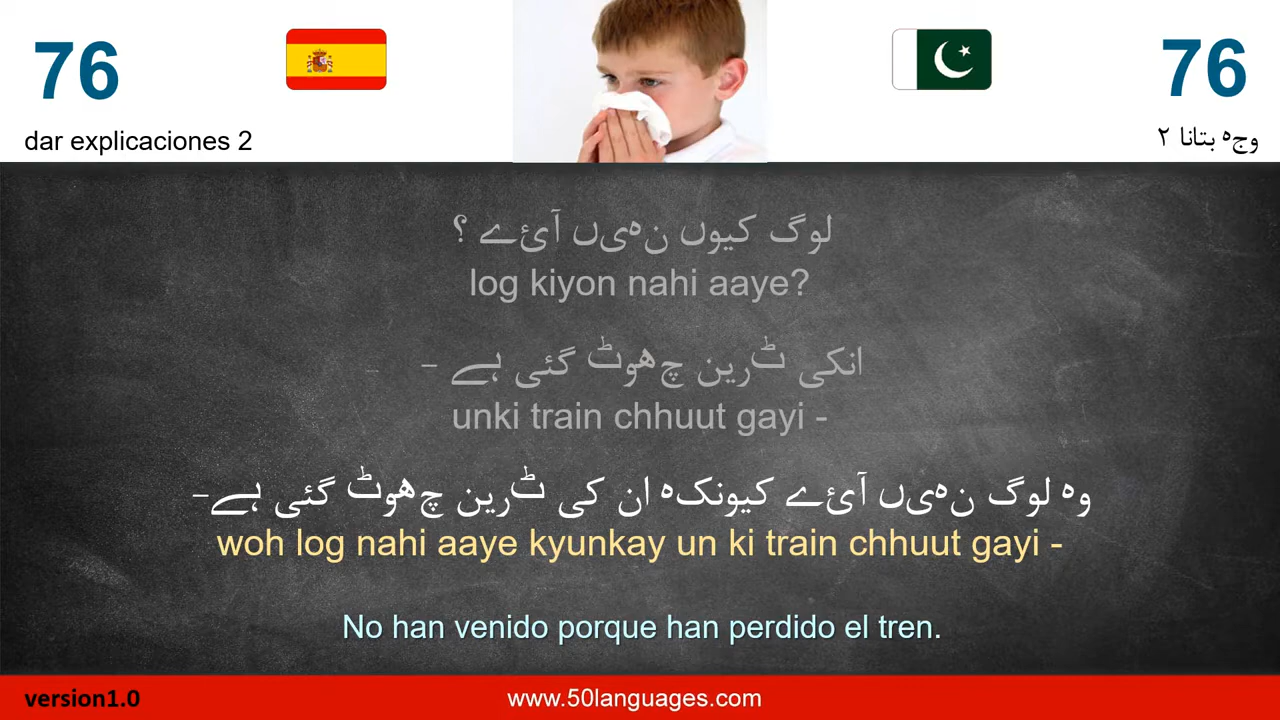 76
76
dar explicaciones 2
وجہ بتانا ۲
لوگ کیوں نہیں آئے ؟
log kiyon nahi aaye?
انکی ٹرین چھوٹ گئی ہے –
unki train chhuut gayi -
وہ لوگ نہیں آئے کیونکہ ان کی ٹرین چھوٹ گئی ہے–
woh log nahi aaye kyunkay un ki train chhuut gayi -
No han venido porque han perdido el tren.
version1.0
www.50languages.com